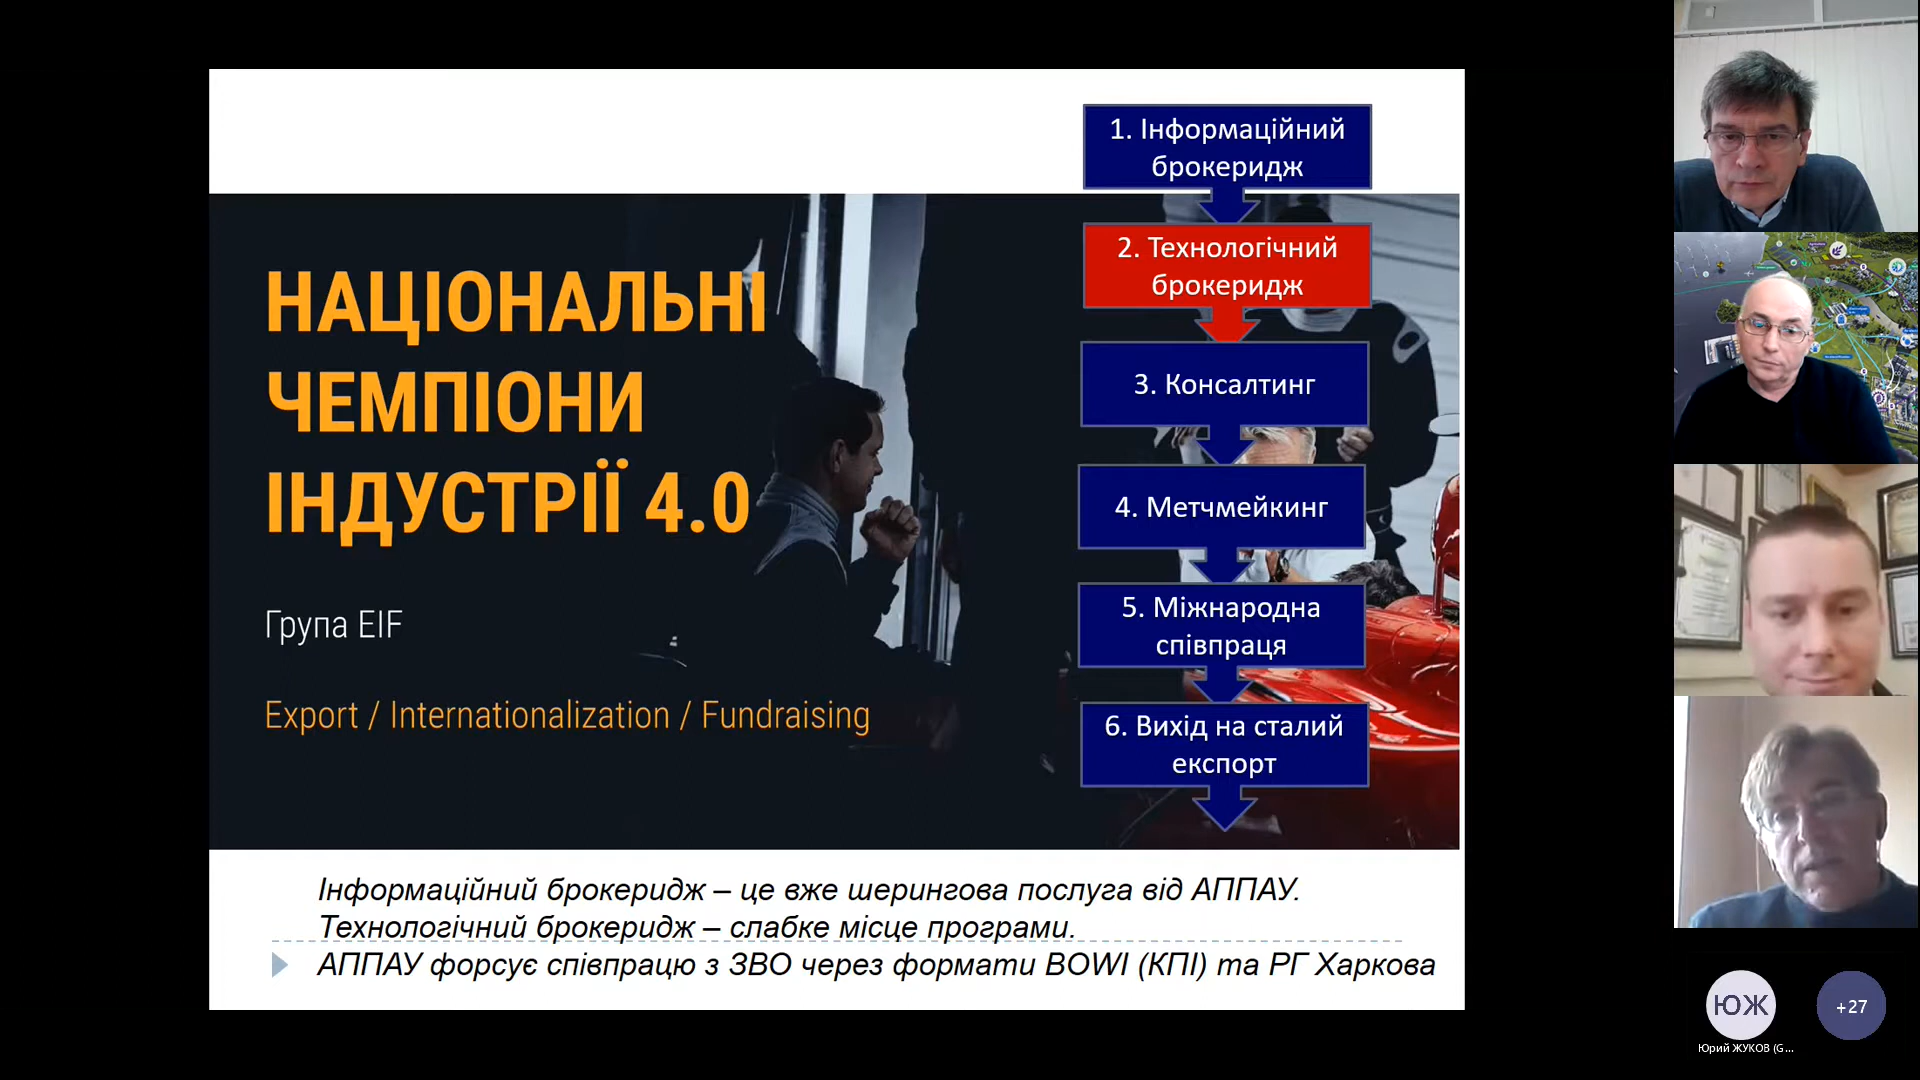 НАЦІОНАЛЬНІ
ЧЕМПІОНИ
ІНДУСТРІЇ 4.0
Група EIF
Export / Internationalization / Fundraising
1. Інформаційний
брокеридж
2. Технологічний
брокеридж
3. Консалтинг
4. Метчмейкинг
5. Міжнародна
співпраця
6. Вихід на сталий
експорт
Інформаційний брокеридж – це вже шерингова послуга від АППАУ.
Технологічний брокеридж – слабке місце програми.
АППАУ форсує співпрацю з ЗВО через формати BOWI (КПІ) та РГ Харкова
ЮЖ
+27
Юрий ЖУКОВ (G...